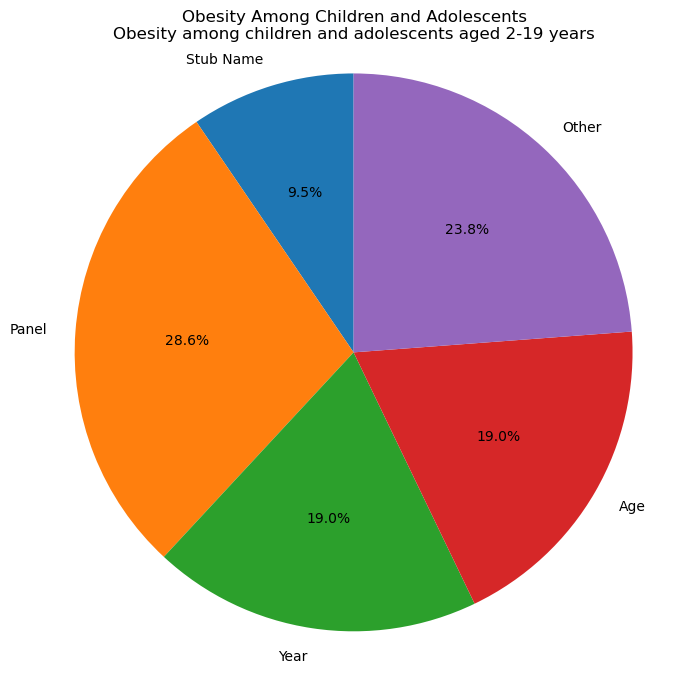 Obesity Among Children and Adolescents
Obesity among children and adolescents aged 2-19 years
Stub Name
Other
9.5%
23.8%
Panel
28.6%
19.0%
Age
19.0%
Year